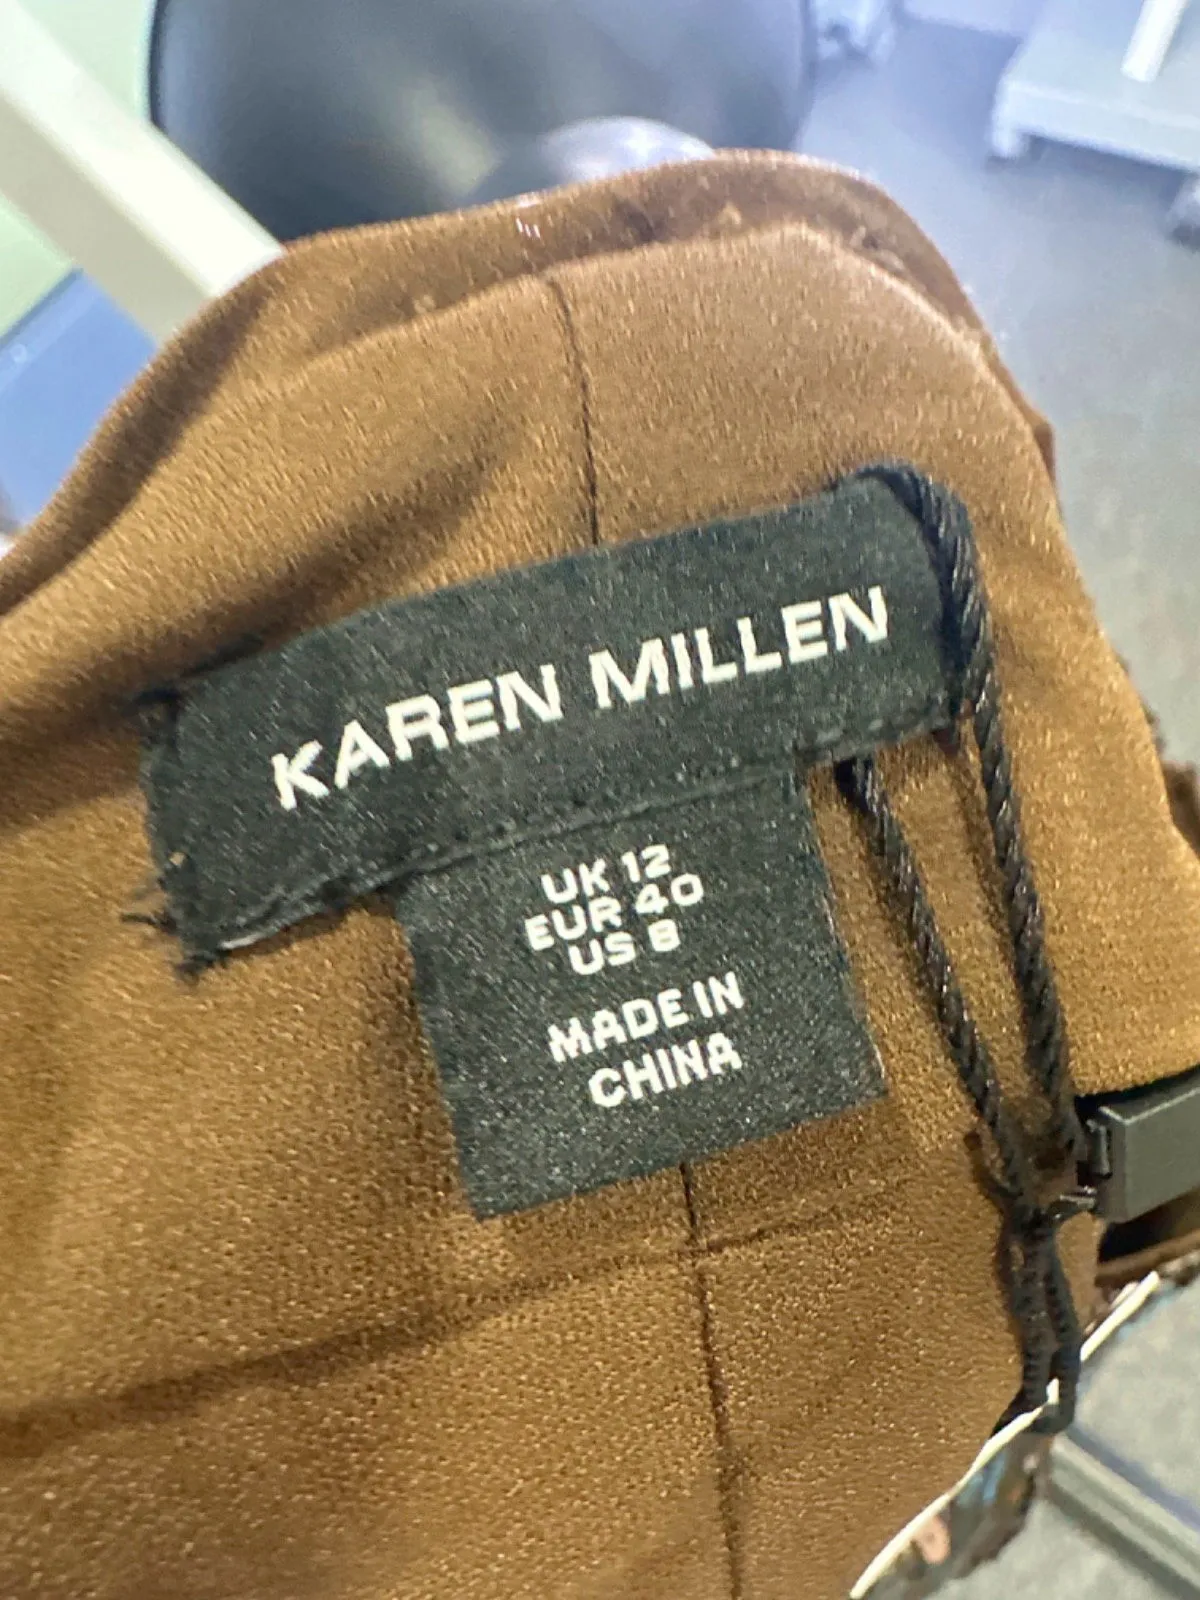 KAREN MILLEN
UK 12
EUR 40
US 8
MADE IN
CHINA